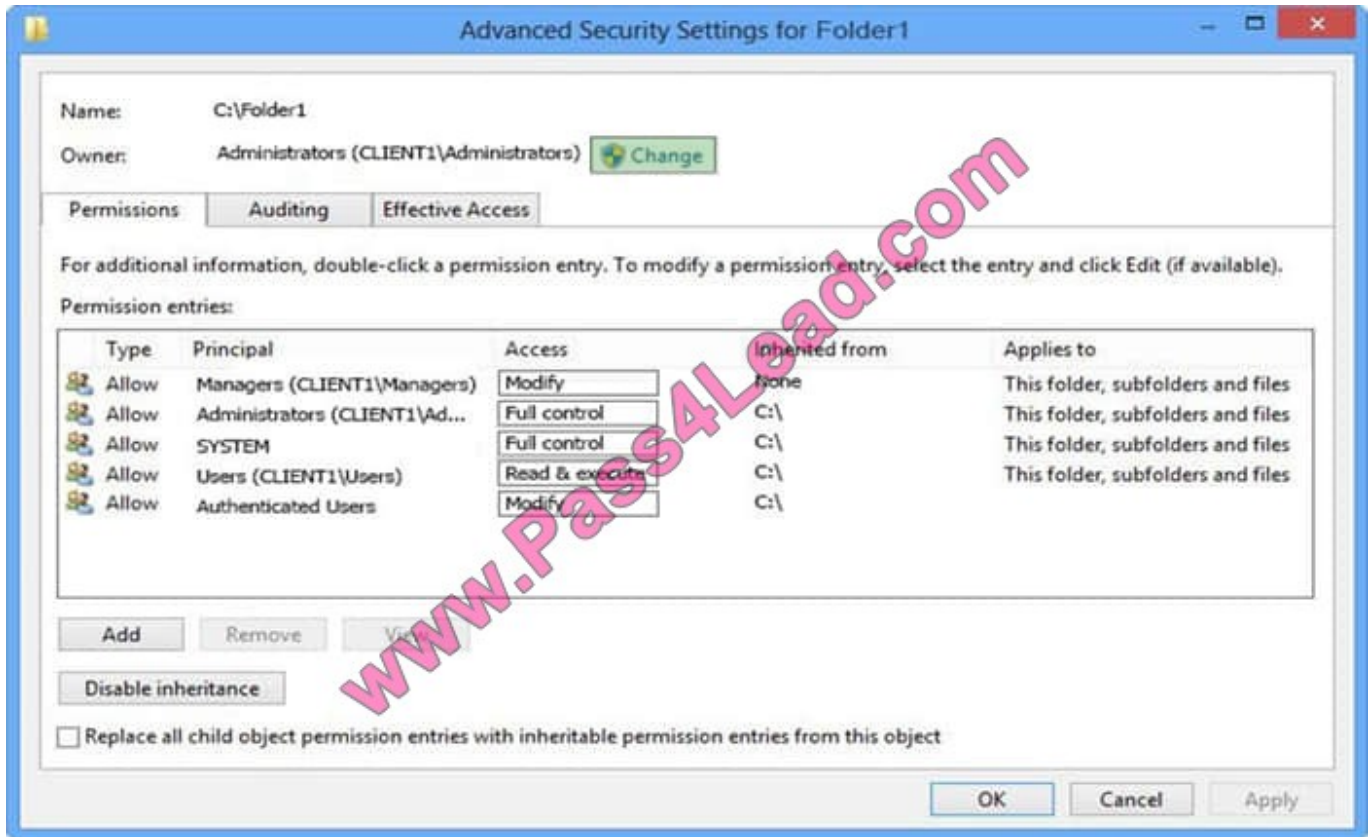 Advanced Security Settings for Folder1
Name: C:\Folder1
Owner: Administrators (CLIENT1\Administrators) Change
Permissions Auditing Effective Access
For additional information, double-click a permission entry. To modify a permission entry, select the entry and click Edit (if available).
Permission entries:
Type Principal Access Inherited from Applies to
Allow Managers (CLIENT1\Managers) Modify None This folder, subfolders and files
Allow Administrators (CLIENT1\Ad... Full control C:\ This folder, subfolders and files
Allow SYSTEM Full control C:\ This folder, subfolders and files
Allow Users (CLIENT1\Users) Read & execute C:\ This folder, subfolders and files
Allow Authenticated Users Modify C:\
Add Remove View
Disable inheritance
Replace all child object permission entries with inheritable permission entries from this object
OK Cancel Apply
www.Pass4Lead.com